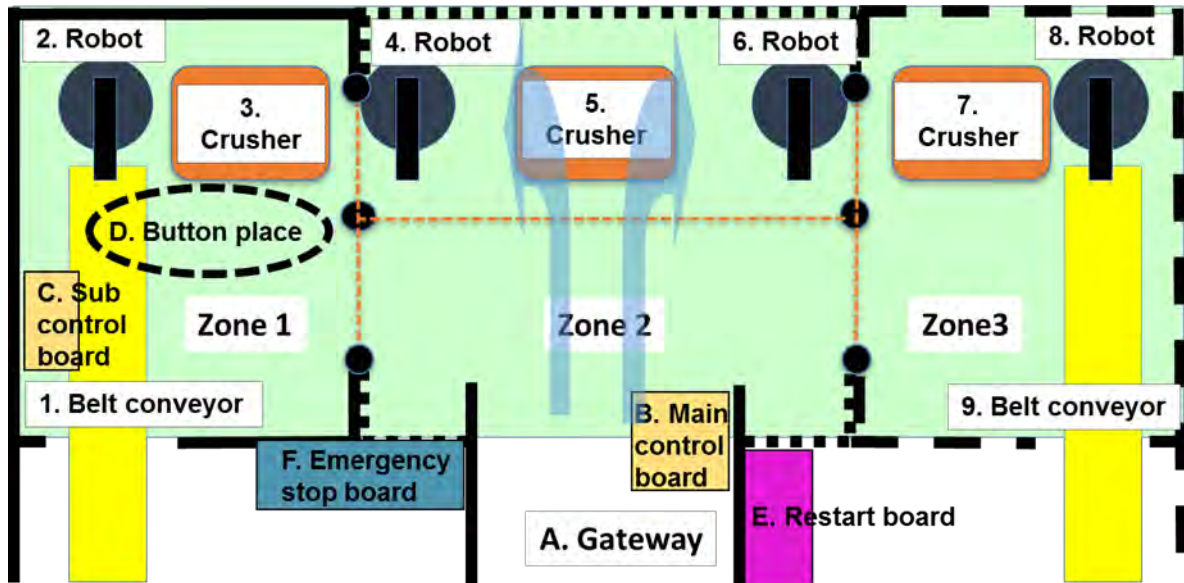 2. Robot
4. Robot
6. Robot
8. Robot
3.
Crusher
5.
Crusher
7.
Crusher
D. Button place
C. Sub
control
board
Zone 1
Zone 2
Zone3
1. Belt conveyor
B. Main
control
board
9. Belt conveyor
F. Emergency
stop board
E. Restart board
A. Gateway